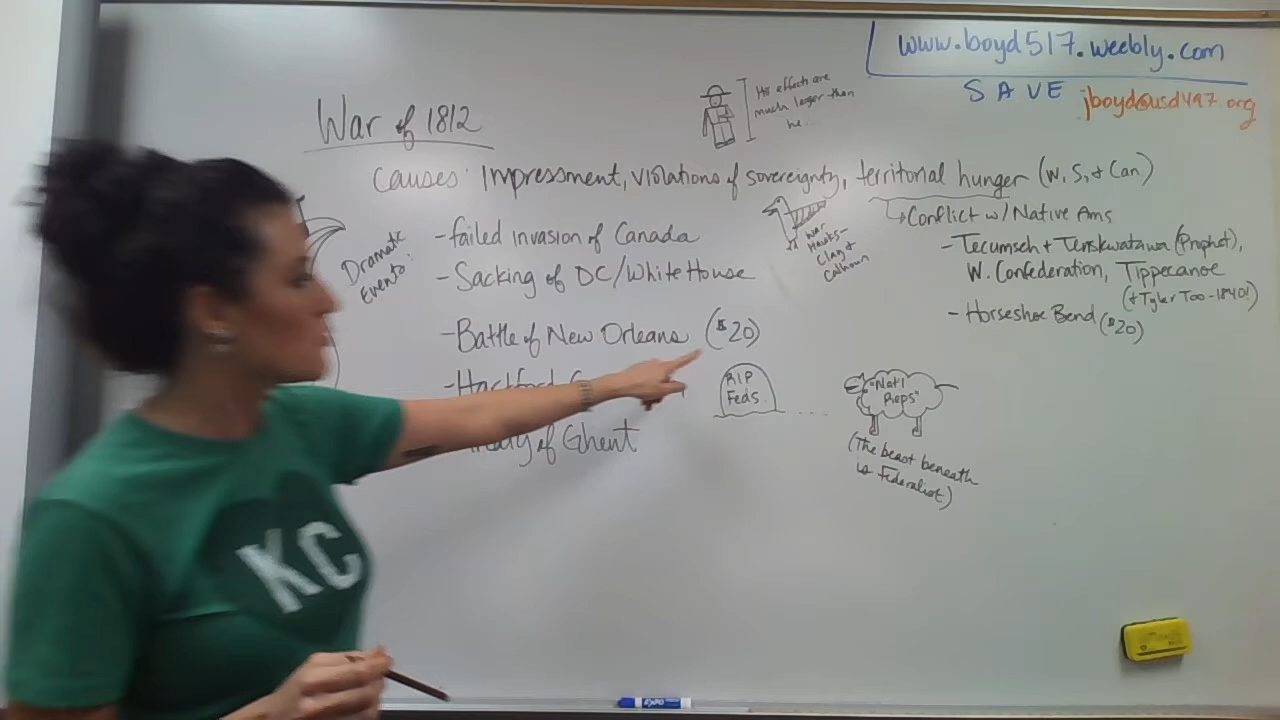 www.boyd517.weebly.com
SAVE
jboyd@usd497.org
His effects are
much larger than
he...
War of 1812
Causes: Impressment, violations of sovereignty, territorial hunger (W, S, + Can)
Conflict w/ Native Ams
- Tecumseh + Tenskwatawa (Prophet),
W. Confederation, Tippecanoe
(+ Tyler Too - 1840!)
- Horseshoe Bend ($20)
Dramatic
Events:
- failed invasion of Canada
- Sacking of DC/White House
- Battle of New Orleans ($20)
- Hartford
of Ghent
War
Hawks -
Clay +
Calhoun
RIP
Feds
....
"Nat'l
Reps"
(The beast beneath
is Federalist)
KC
EXPO